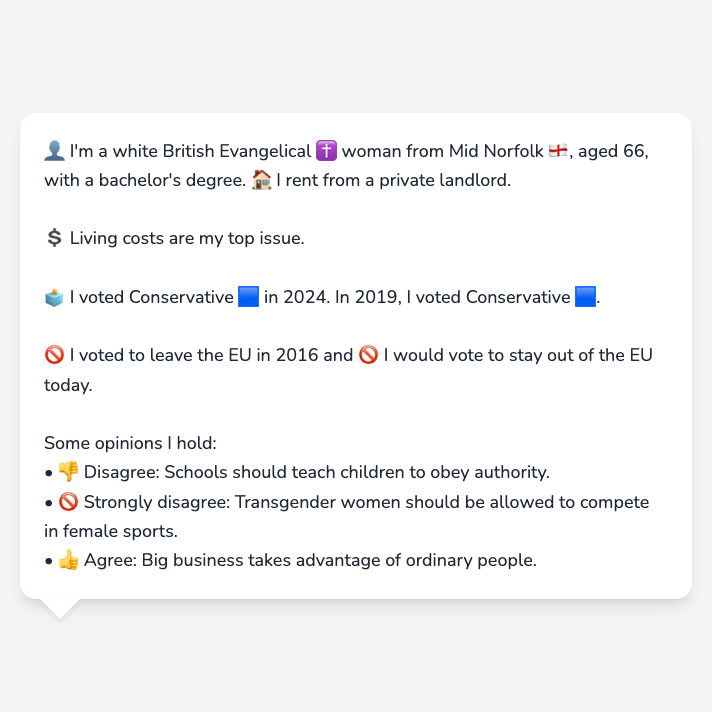 👤 I'm a white British Evangelical ✝️ woman from Mid Norfolk 🏴󠁧󠁢󠁥󠁮󠁧󠁿, aged 66,
with a bachelor's degree. 🏠 I rent from a private landlord.
💲 Living costs are my top issue.
🗳️ I voted Conservative 🟦 in 2024. In 2019, I voted Conservative 🟦.
🚫 I voted to leave the EU in 2016 and 🚫 I would vote to stay out of the EU
today.
Some opinions I hold:
• 👎 Disagree: Schools should teach children to obey authority.
• 🚫 Strongly disagree: Transgender women should be allowed to compete
in female sports.
• 👍 Agree: Big business takes advantage of ordinary people.